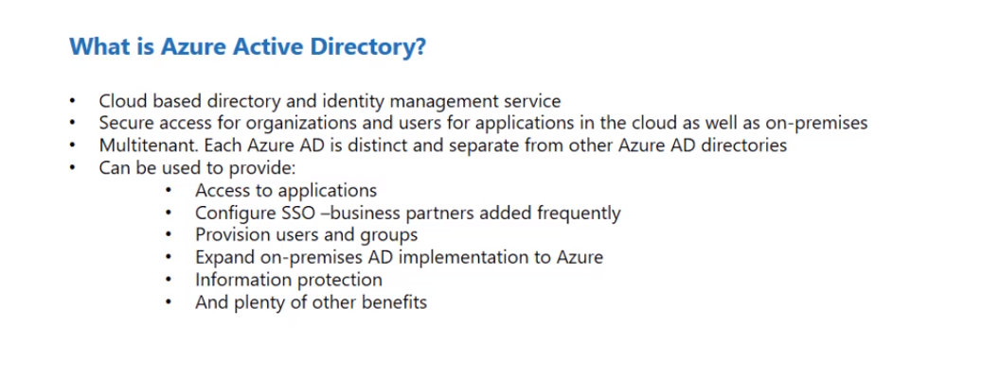 What is Azure Active Directory?
• Cloud based directory and identity management service
• Secure access for organizations and users for applications in the cloud as well as on-premises
• Multitenant. Each Azure AD is distinct and separate from other Azure AD directories
• Can be used to provide:
• Access to applications
• Configure SSO –business partners added frequently
• Provision users and groups
• Expand on-premises AD implementation to Azure
• Information protection
• And plenty of other benefits